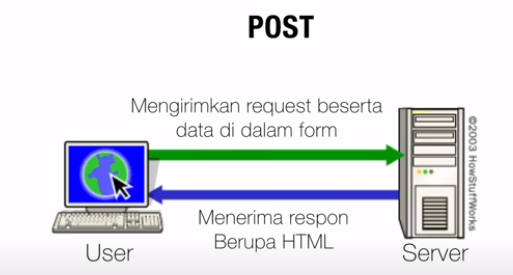 POST
Mengirimkan request beserta
data di dalam form
Menerima respon
Berupa HTML
User
Server
©2003 HowStuffWorks